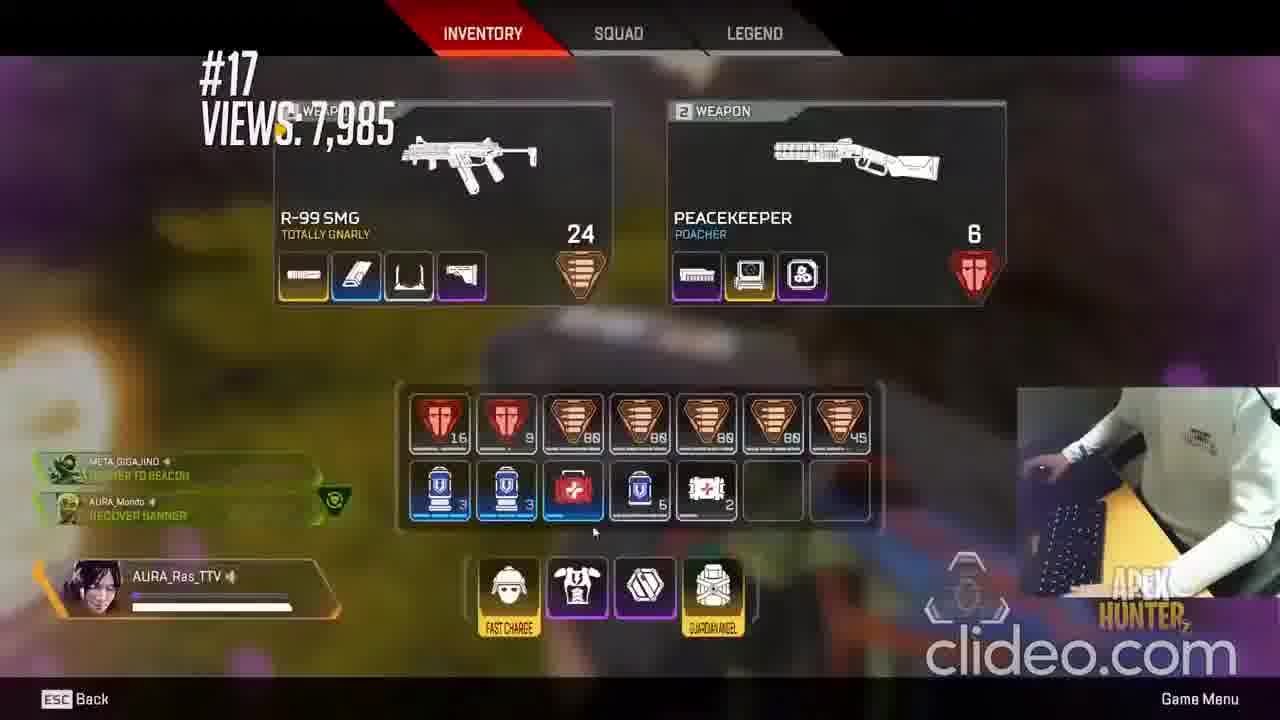 INVENTORY
SQUAD
LEGEND
#17
VIEWS: 7,985
2 WEAPON
R-99 SMG
TOTALLY GNARLY
24
PEACEKEEPER
POACHER
6
16
9
80
80
80
80
45
3
3
6
2
META_GIGAJINO
AURA_Mondo
RECOVER BANNER
AURA_Ras_TTV
FAST CHARGE
GUARDIAN ANGEL
APEX
HUNTERZ
clideo.com
ESC Back
Game Menu